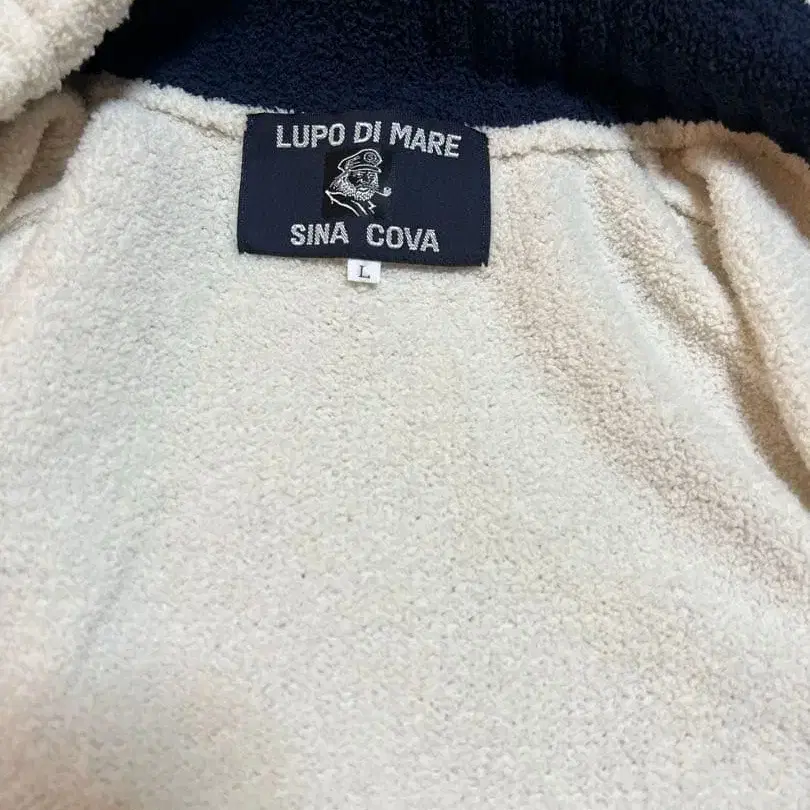 LUPO DI MARE
SINA COVA
L